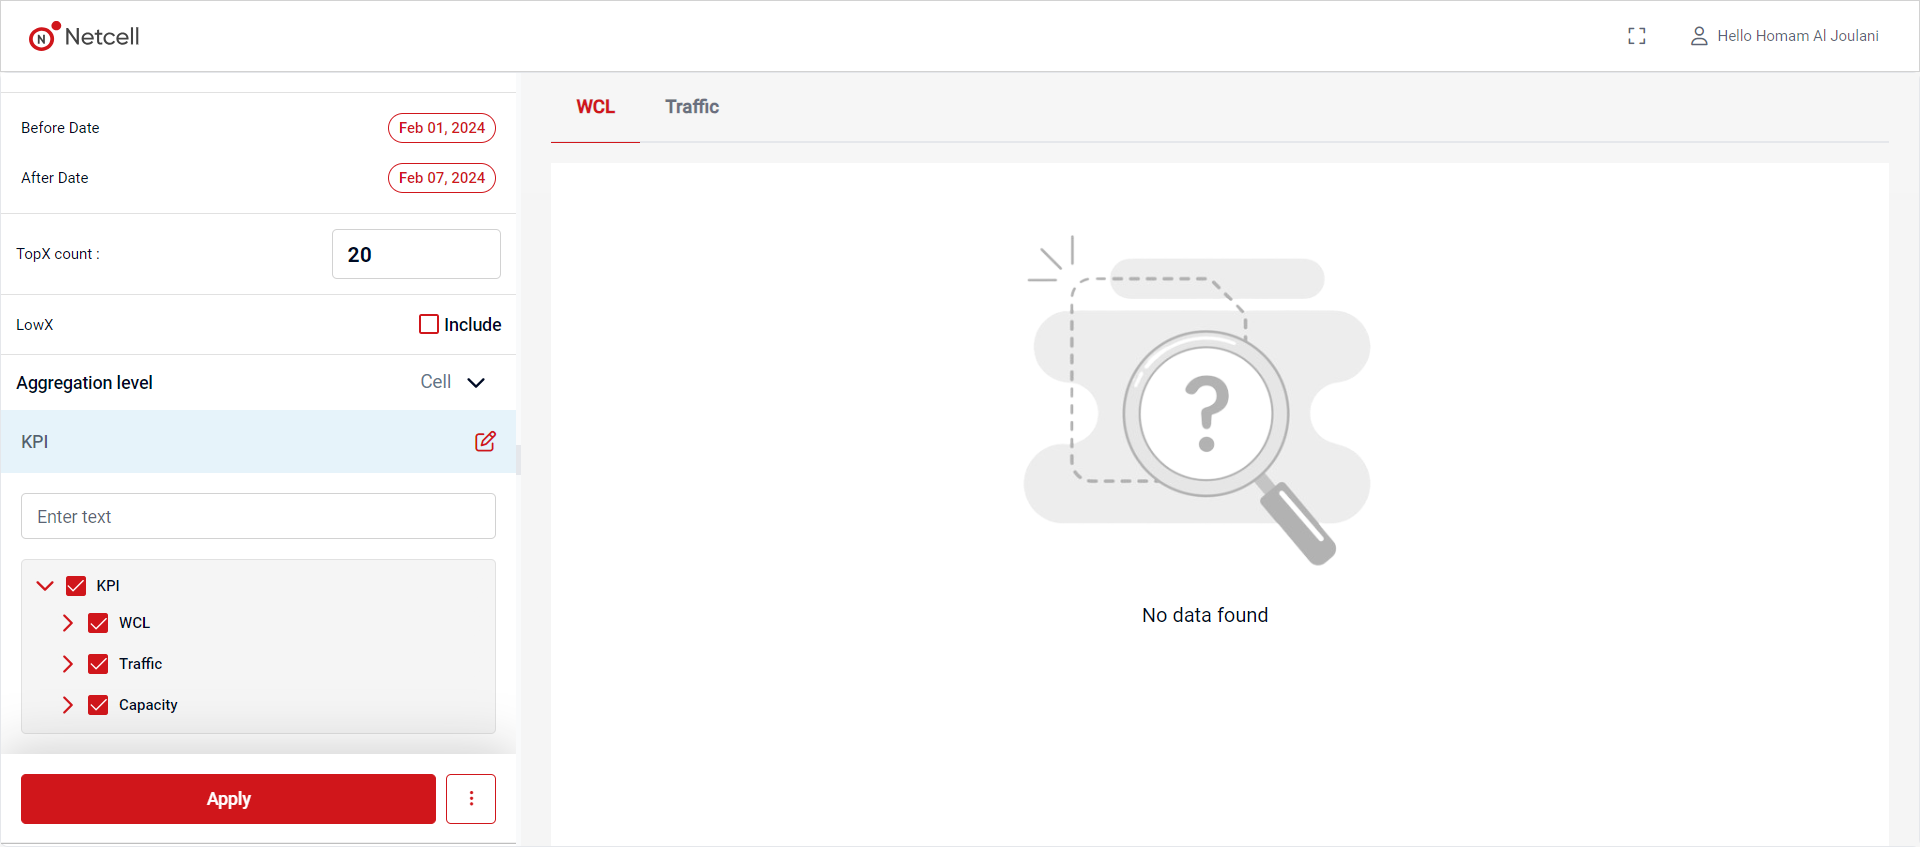 N Netcell
Hello Homam Al Joulani
Before Date
Feb 01, 2024
After Date
Feb 07, 2024
TopX count :
20
LowX
Include
Aggregation level
Cell
KPI
Enter text
KPI
WCL
Traffic
Capacity
Apply
WCL
Traffic
?
No data found